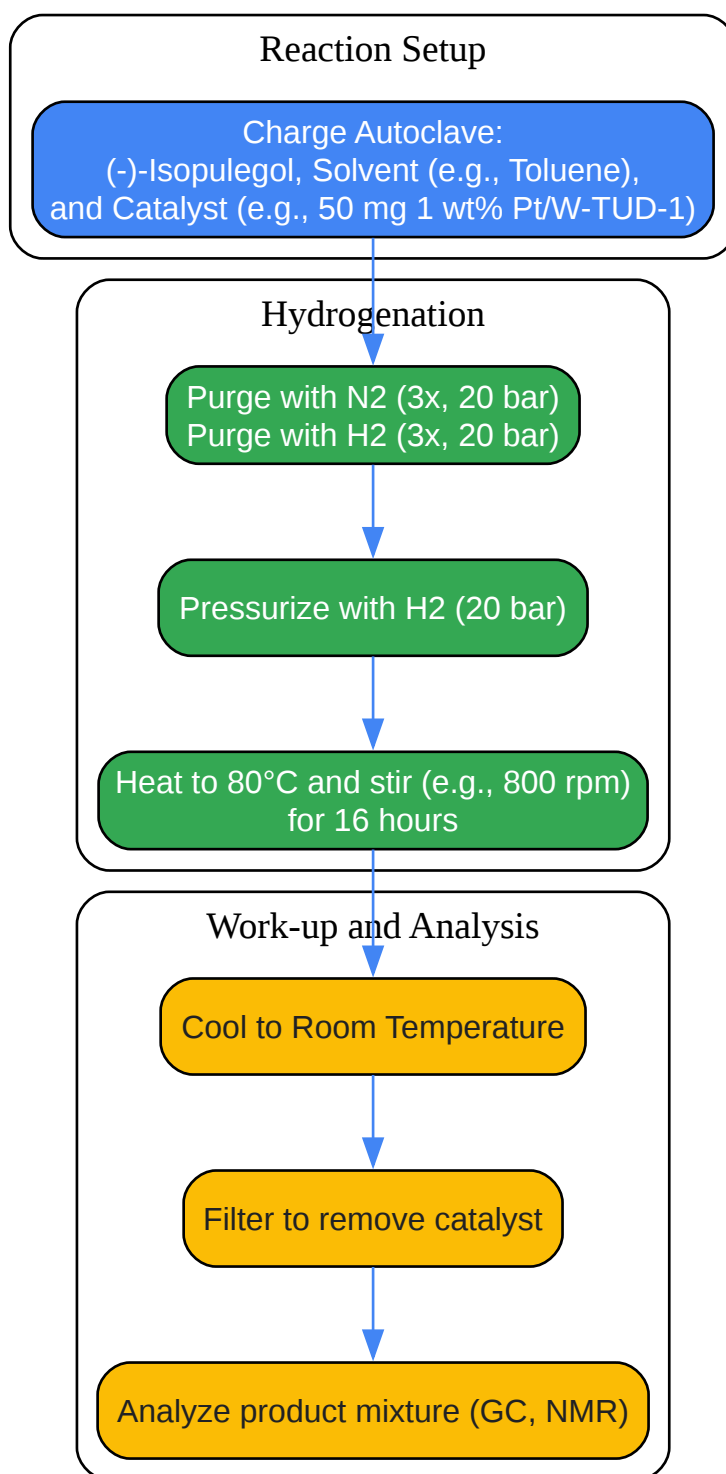 Reaction Setup
Charge Autoclave:
(-)-Isopulegol, Solvent (e.g., Toluene),
and Catalyst (e.g., 50 mg 1 wt% Pt/W-TUD-1)
Hydrogenation
Purge with N2 (3x, 20 bar)
Purge with H2 (3x, 20 bar)
Pressurize with H2 (20 bar)
Heat to 80°C and stir (e.g., 800 rpm)
for 16 hours
Work-up and Analysis
Cool to Room Temperature
Filter to remove catalyst
Analyze product mixture (GC, NMR)